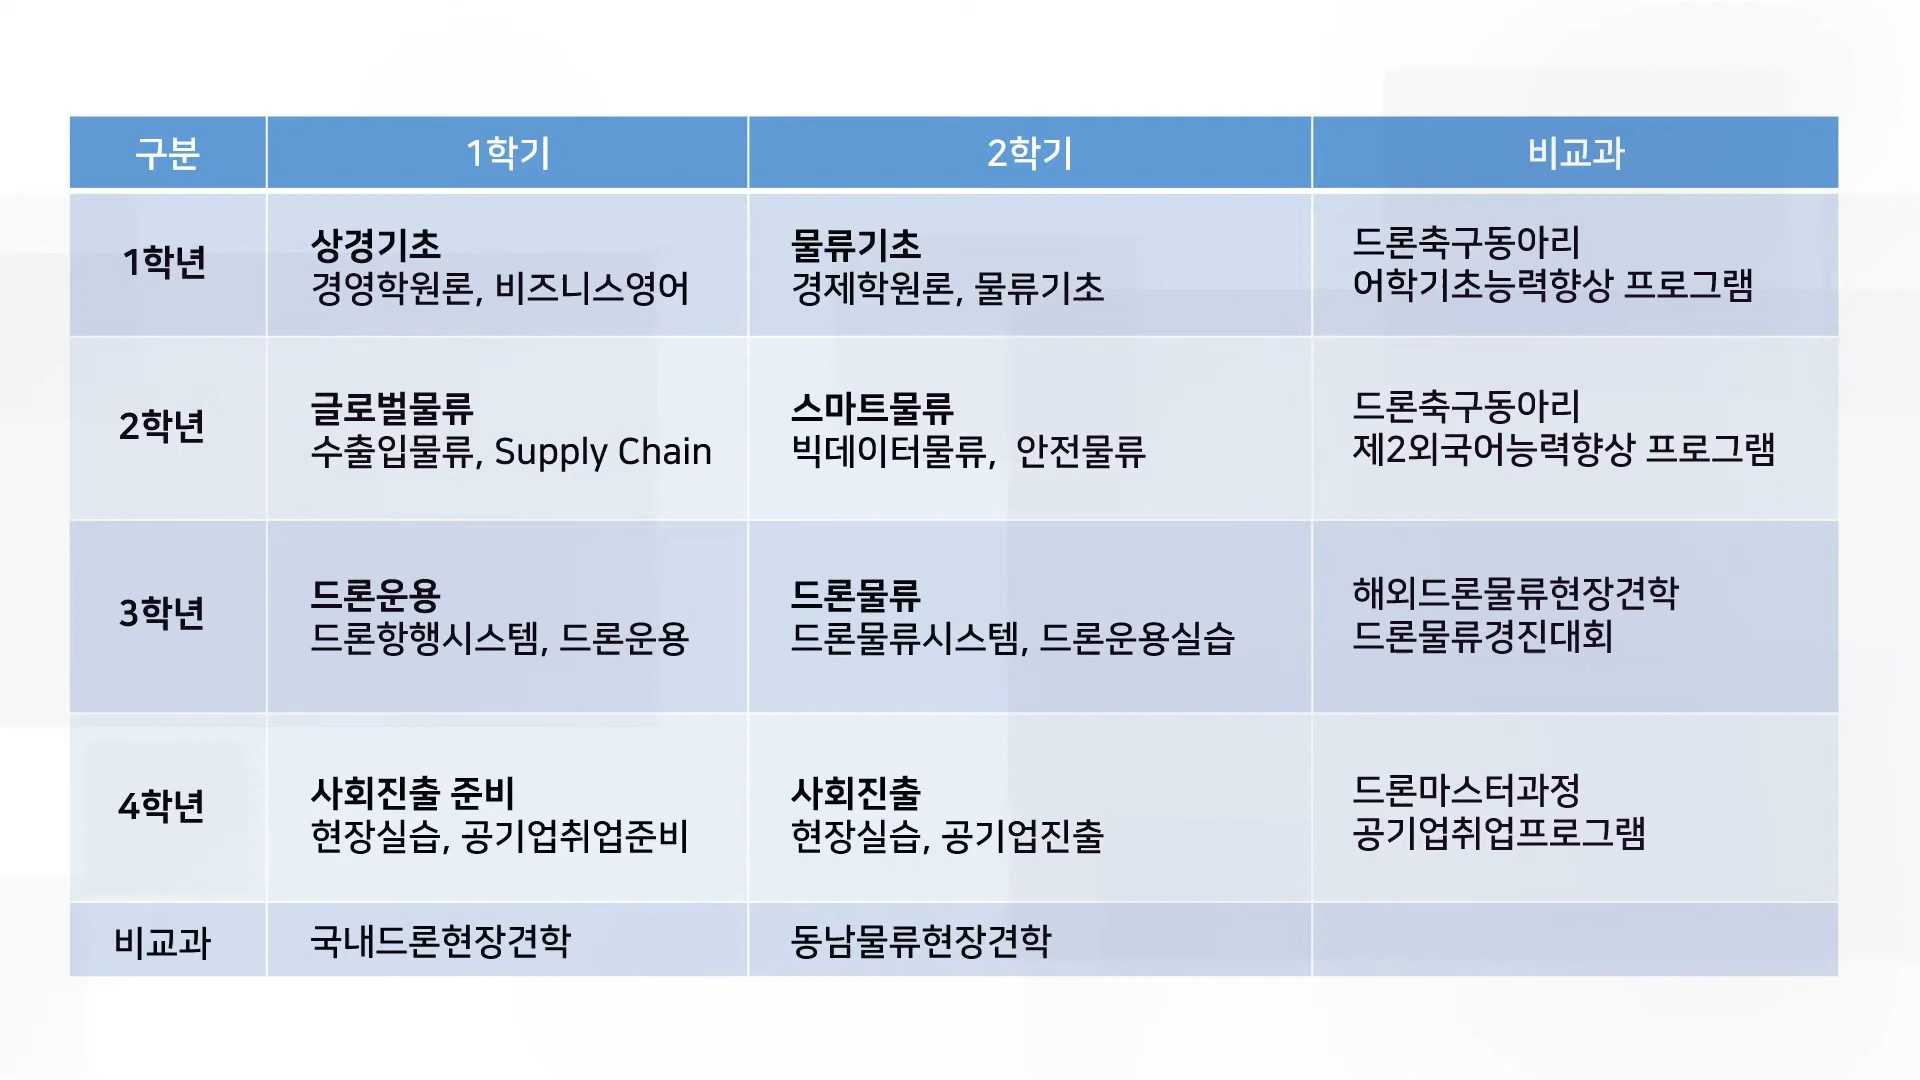 구분 1학기 2학기 비교과
1학년
상경기초
경영학원론, 비즈니스영어
물류기초
경제학원론, 물류기초
드론축구동아리
어학기초능력향상 프로그램
2학년
글로벌물류
수출입물류, Supply Chain
스마트물류
빅데이터물류, 안전물류
드론축구동아리
제2외국어능력향상 프로그램
3학년
드론운용
드론항행시스템, 드론운용
드론물류
드론물류시스템, 드론운용실습
해외드론물류현장견학
드론물류경진대회
4학년
사회진출 준비
현장실습, 공기업취업준비
사회진출
현장실습, 공기업진출
드론마스터과정
공기업취업프로그램
비교과 국내드론현장견학 동남물류현장견학